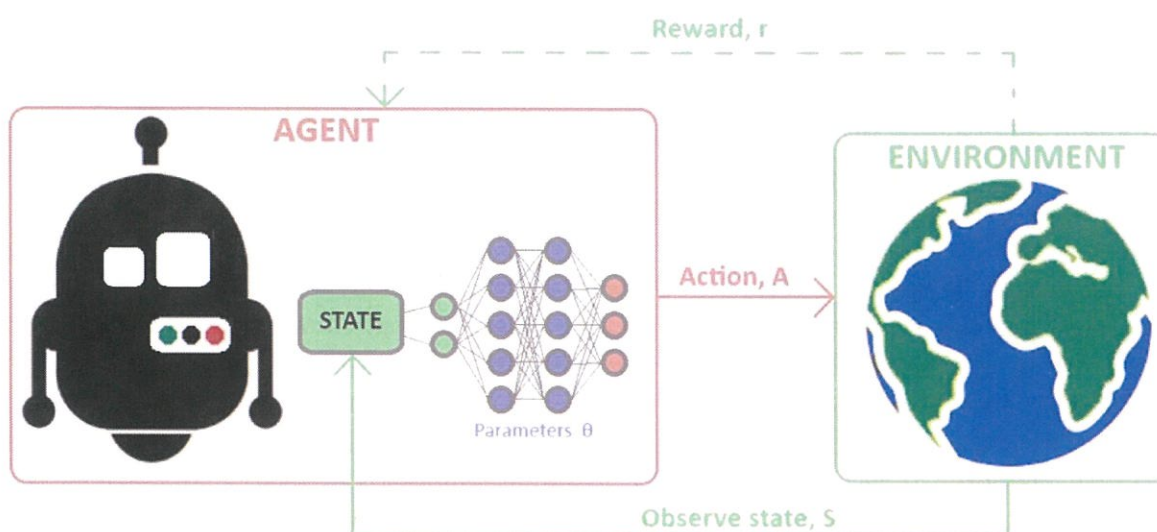 Reward, r
AGENT
ENVIRONMENT
Action, A
STATE
Parameters θ
Observe state, S